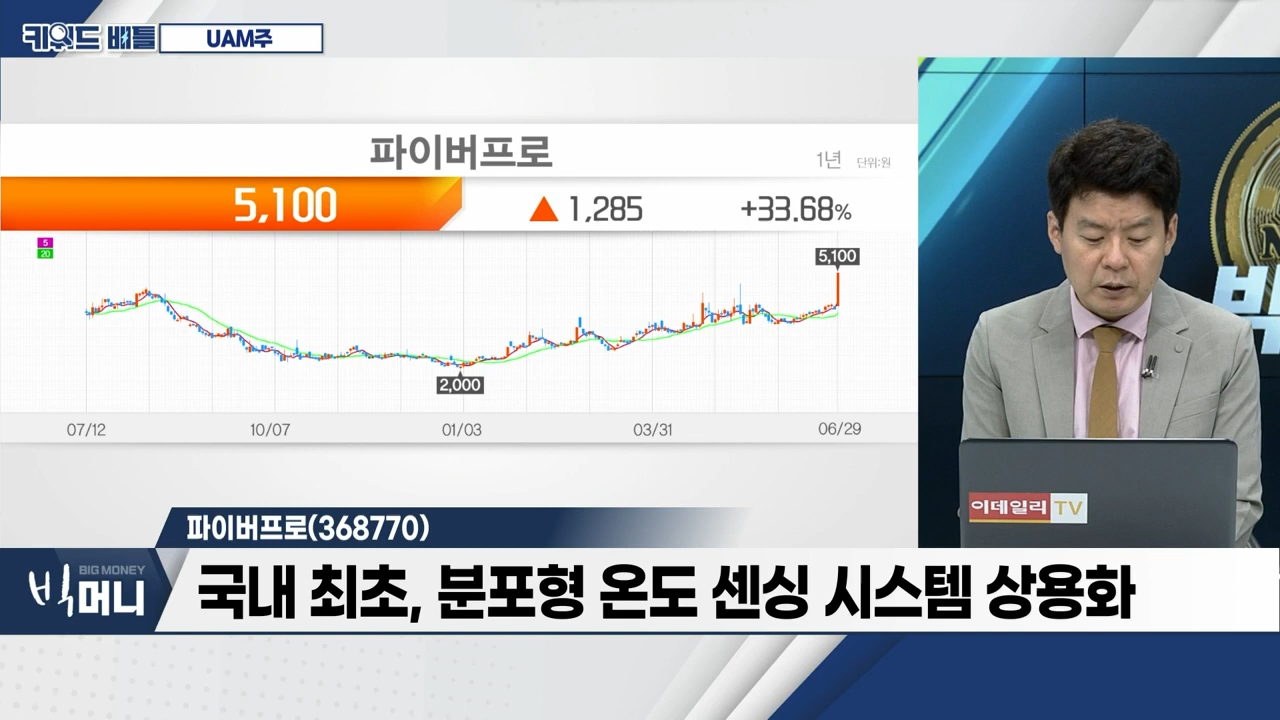 키워드 배틀
UAM주
파이버프로
1년 단위:원
5,100
▲ 1,285
+33.68%
5
20
5,100
2,000
07/12 10/07 01/03 03/31 06/29
이데일리 TV
파이버프로(368770)
BIG MONEY
빅머니
국내 최초, 분포형 온도 센싱 시스템 상용화